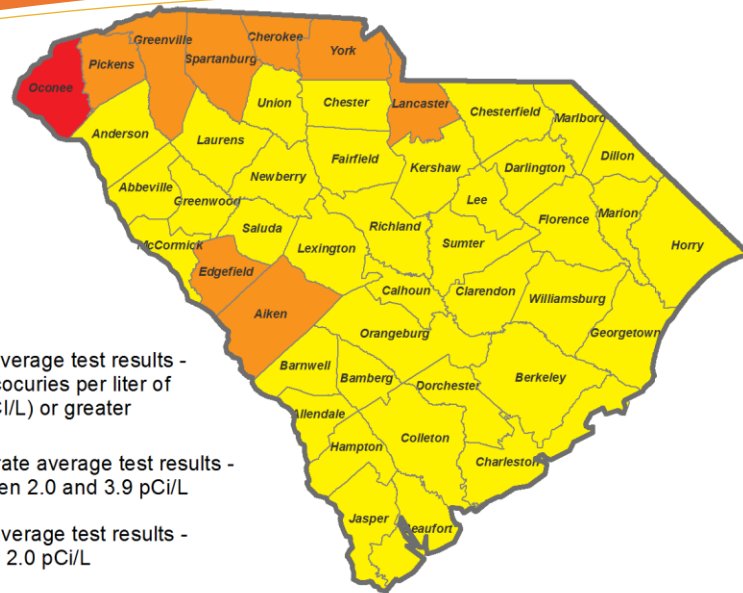 Greenville
Cherokee
York
Spartanburg
Pickens
Oconee
Union
Chester
Lancaster
Chesterfield
Marlboro
Anderson
Laurens
Dillon
Fairfield
Kershaw
Darlington
Newberry
Abbeville
Greenwood
Lee
Marion
Florence
Saluda
Richland
McCormick
Lexington
Sumter
Horry
Edgefield
Calhoun
Clarendon
Williamsburg
Aiken
Orangeburg
Georgetown
Barnwell
Bamberg
Dorchester
Berkeley
Allendale
Colleton
Hampton
Charleston
Jasper
Beaufort
verage test results -
cocuries per liter of
CI/L) or greater
rate average test results -
en 2.0 and 3.9 pCi/L
verage test results -
2.0 pCi/L